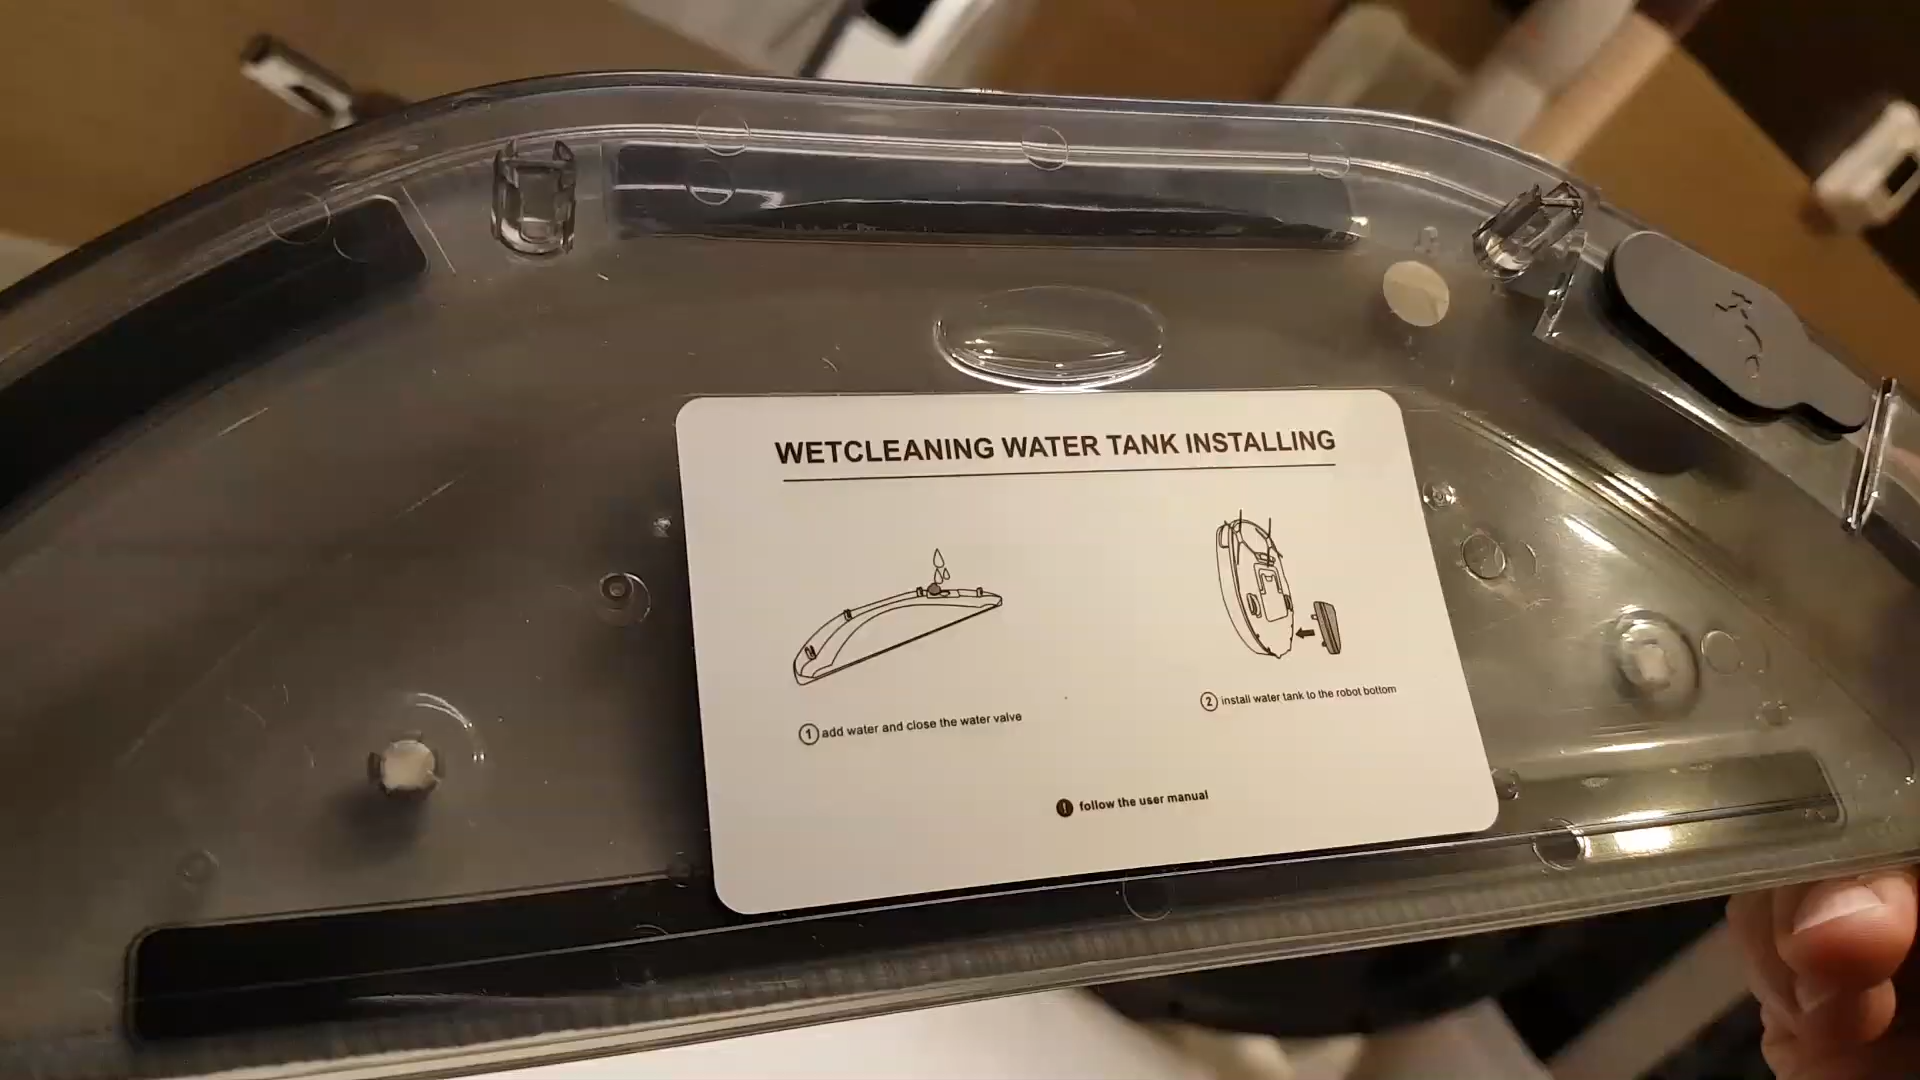 WETCLEANING WATER TANK INSTALLING
1 add water and close the water valve
2 install water tank to the robot bottom
! follow the user manual